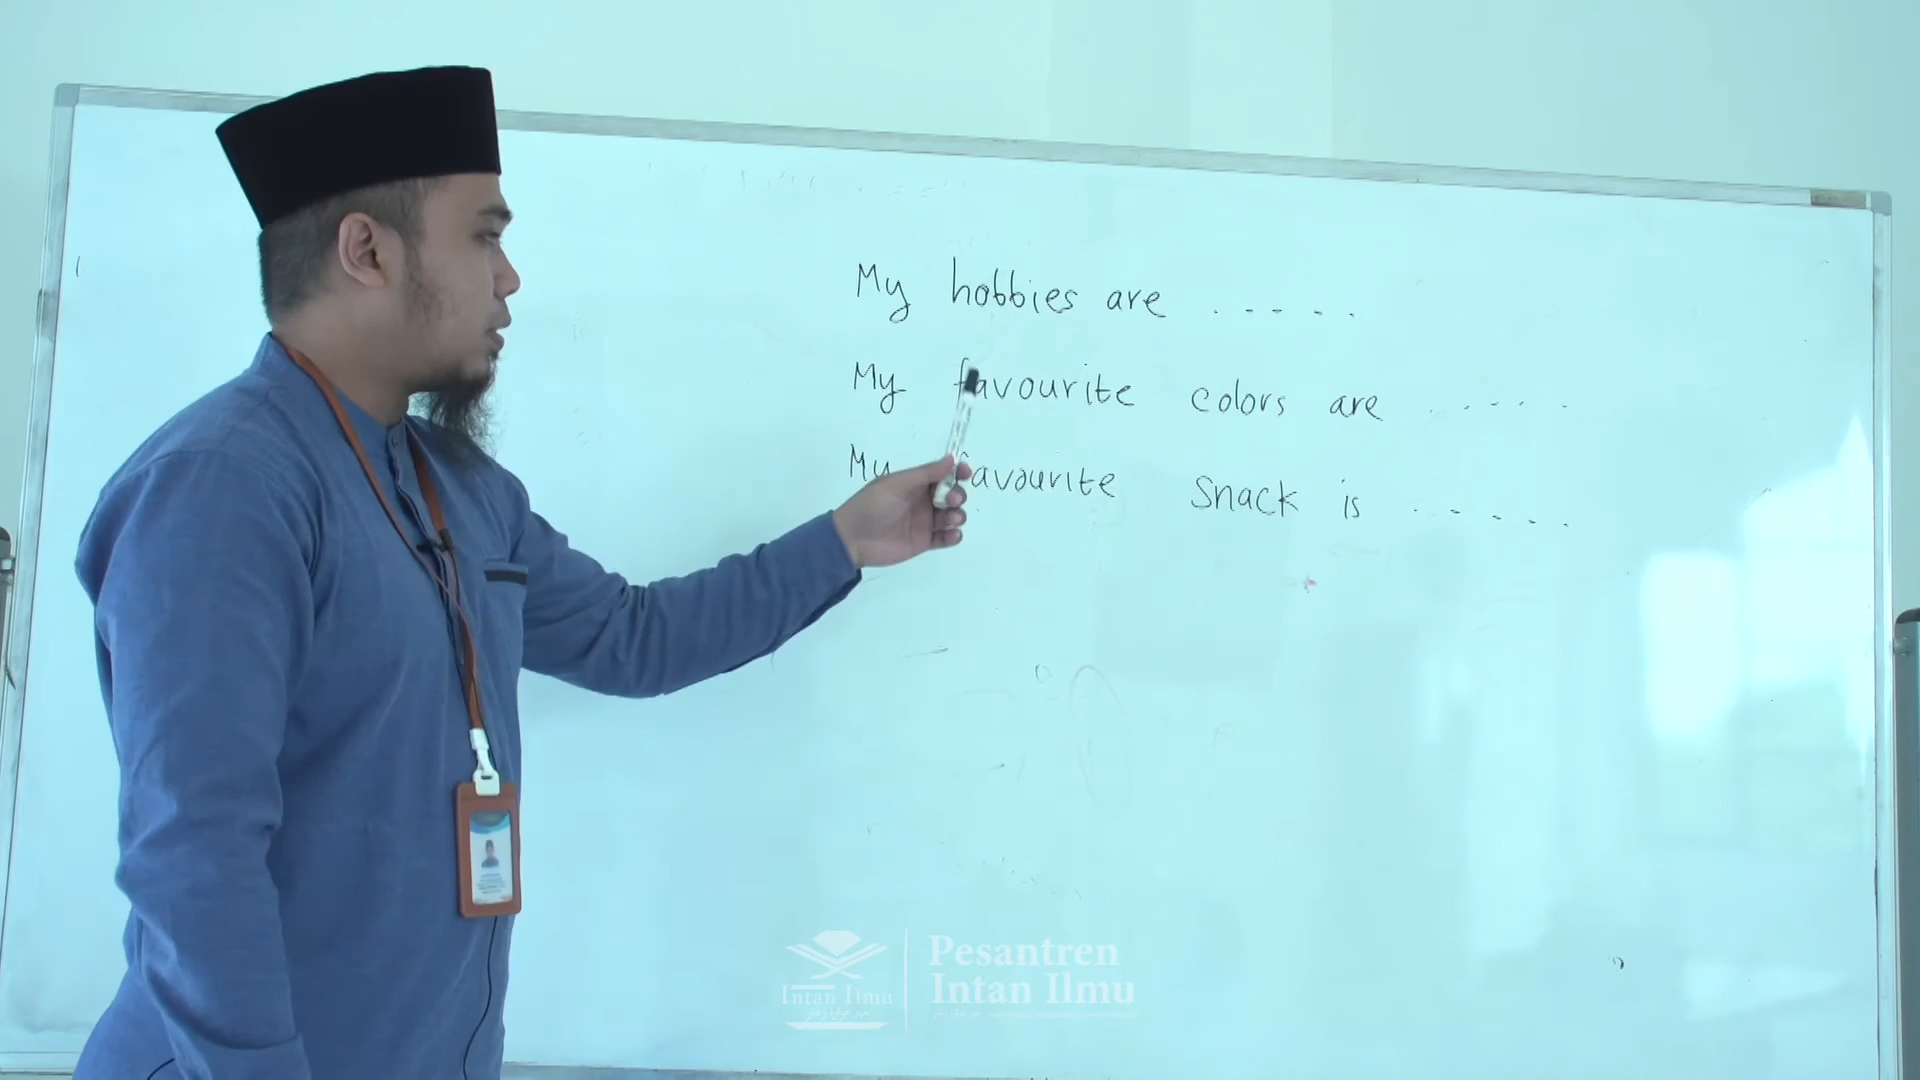 My hobbies are .....
My favourite colors are .....
My favourite snack is .....
Intan Ilmu
Pesantren
Intan Ilmu